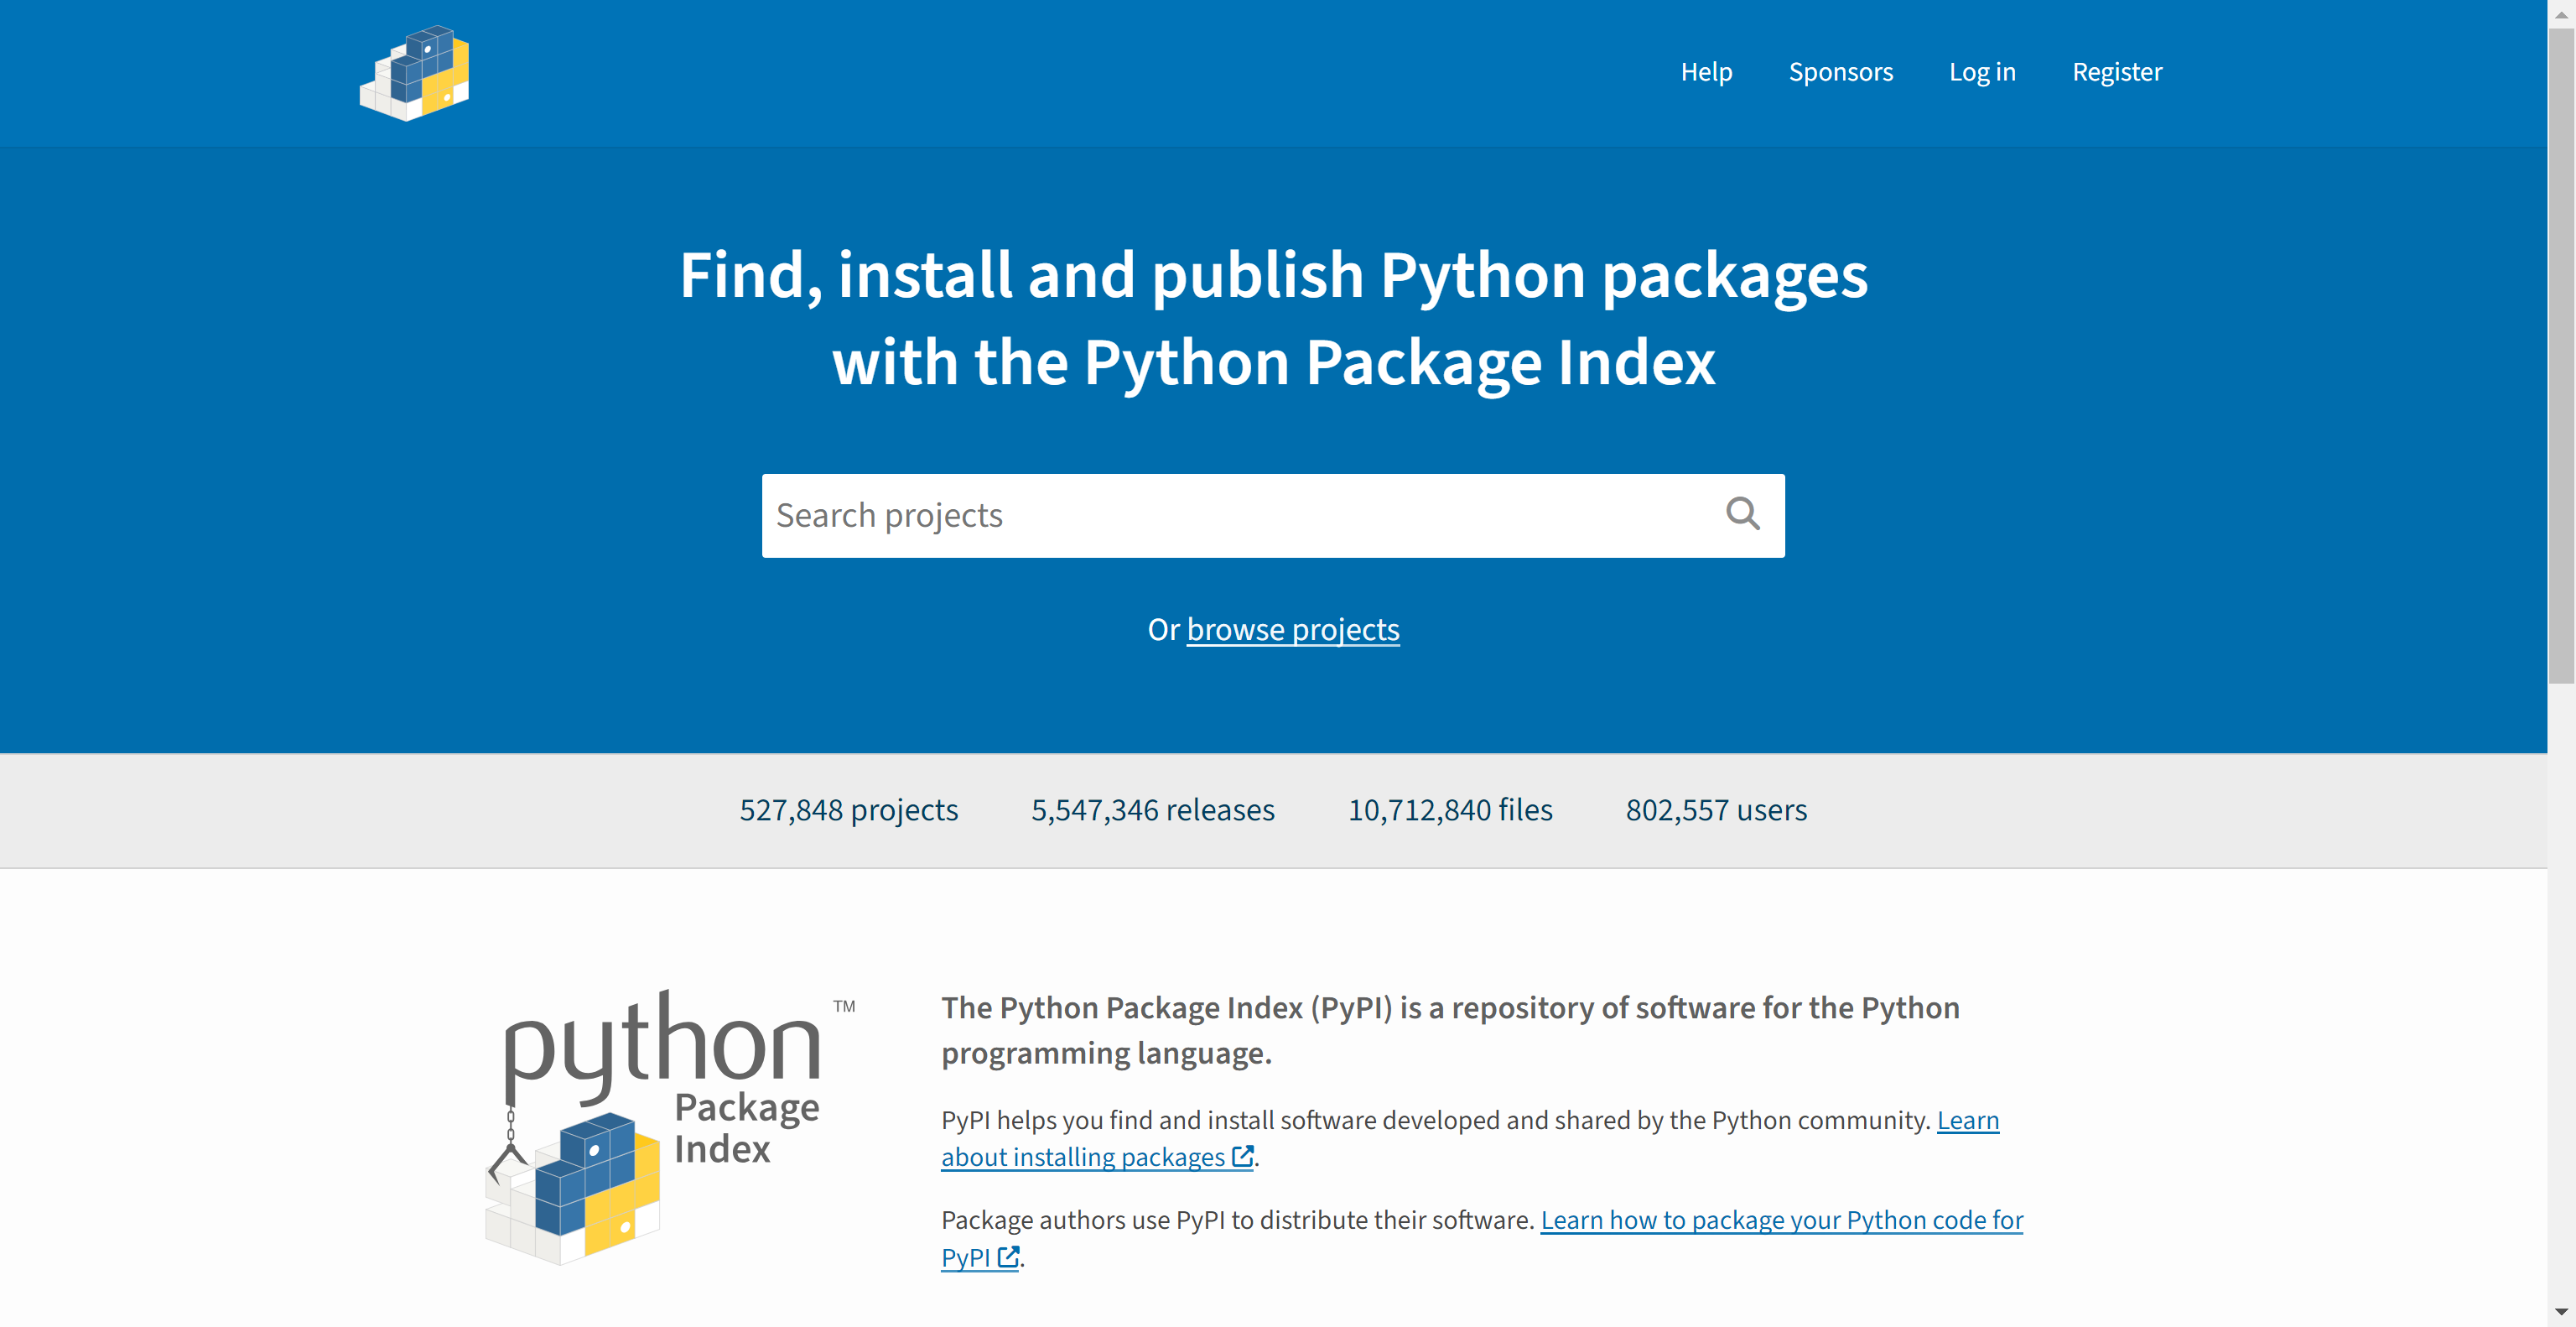 Help Sponsors Log in Register
Find, install and publish Python packages
with the Python Package Index
Search projects
Or browse projects
527,848 projects 5,547,346 releases 10,712,840 files 802,557 users
python TM
Package
Index
The Python Package Index (PyPI) is a repository of software for the Python
programming language.
PyPI helps you find and install software developed and shared by the Python community. Learn
about installing packages.
Package authors use PyPI to distribute their software. Learn how to package your Python code for
PyPI.